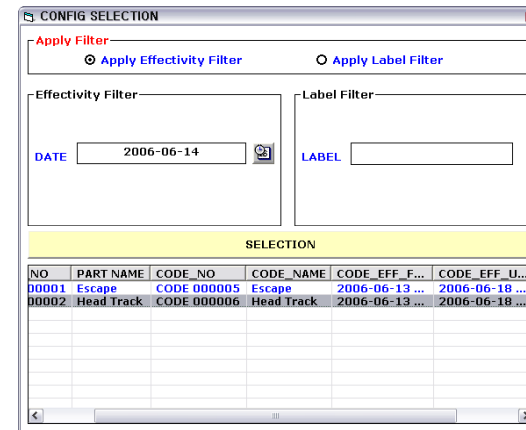 CONFIG SELECTION
Apply Filter
Apply Effectivity Filter Apply Label Filter
Effectivity Filter Label Filter
DATE 2006-06-14 LABEL
SELECTION
NO PART NAME CODE_NO CODE_NAME CODE_EFF_F... CODE_EFF_U...
00001 Escape CODE 000005 Escape 2006-06-13 ... 2006-06-18 ...
00002 Head Track CODE 000006 Head Track 2006-06-13 ... 2006-06-18 ...